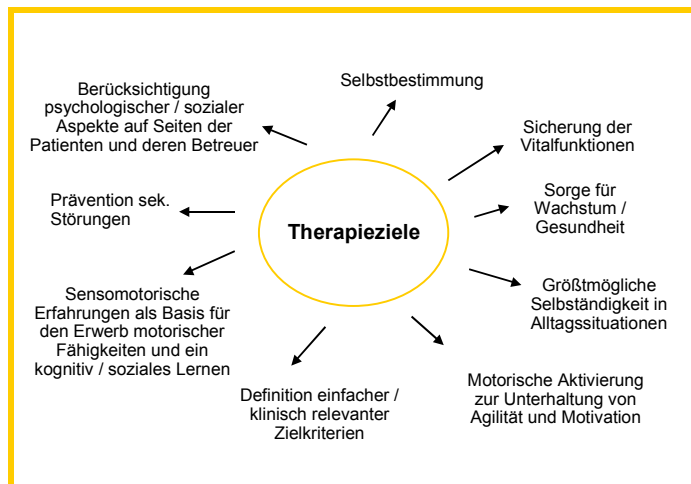 Selbstbestimmung
Berücksichtigung
psychologischer / sozialer
Aspekte auf Seiten der
Patienten und deren Betreuer
Sicherung der
Vitalfunktionen
Prävention sek.
Störungen
Sorge für
Wachstum /
Gesundheit
Therapieziele
Sensomotorische
Erfahrungen als Basis für
den Erwerb motorischer
Fähigkeiten und ein
kognitiv / soziales Lernen
Größtmögliche
Selbständigkeit in
Alltagssituationen
Definition einfacher /
klinisch relevanter
Zielkriterien
Motorische Aktivierung
zur Unterhaltung von
Agilität und Motivation